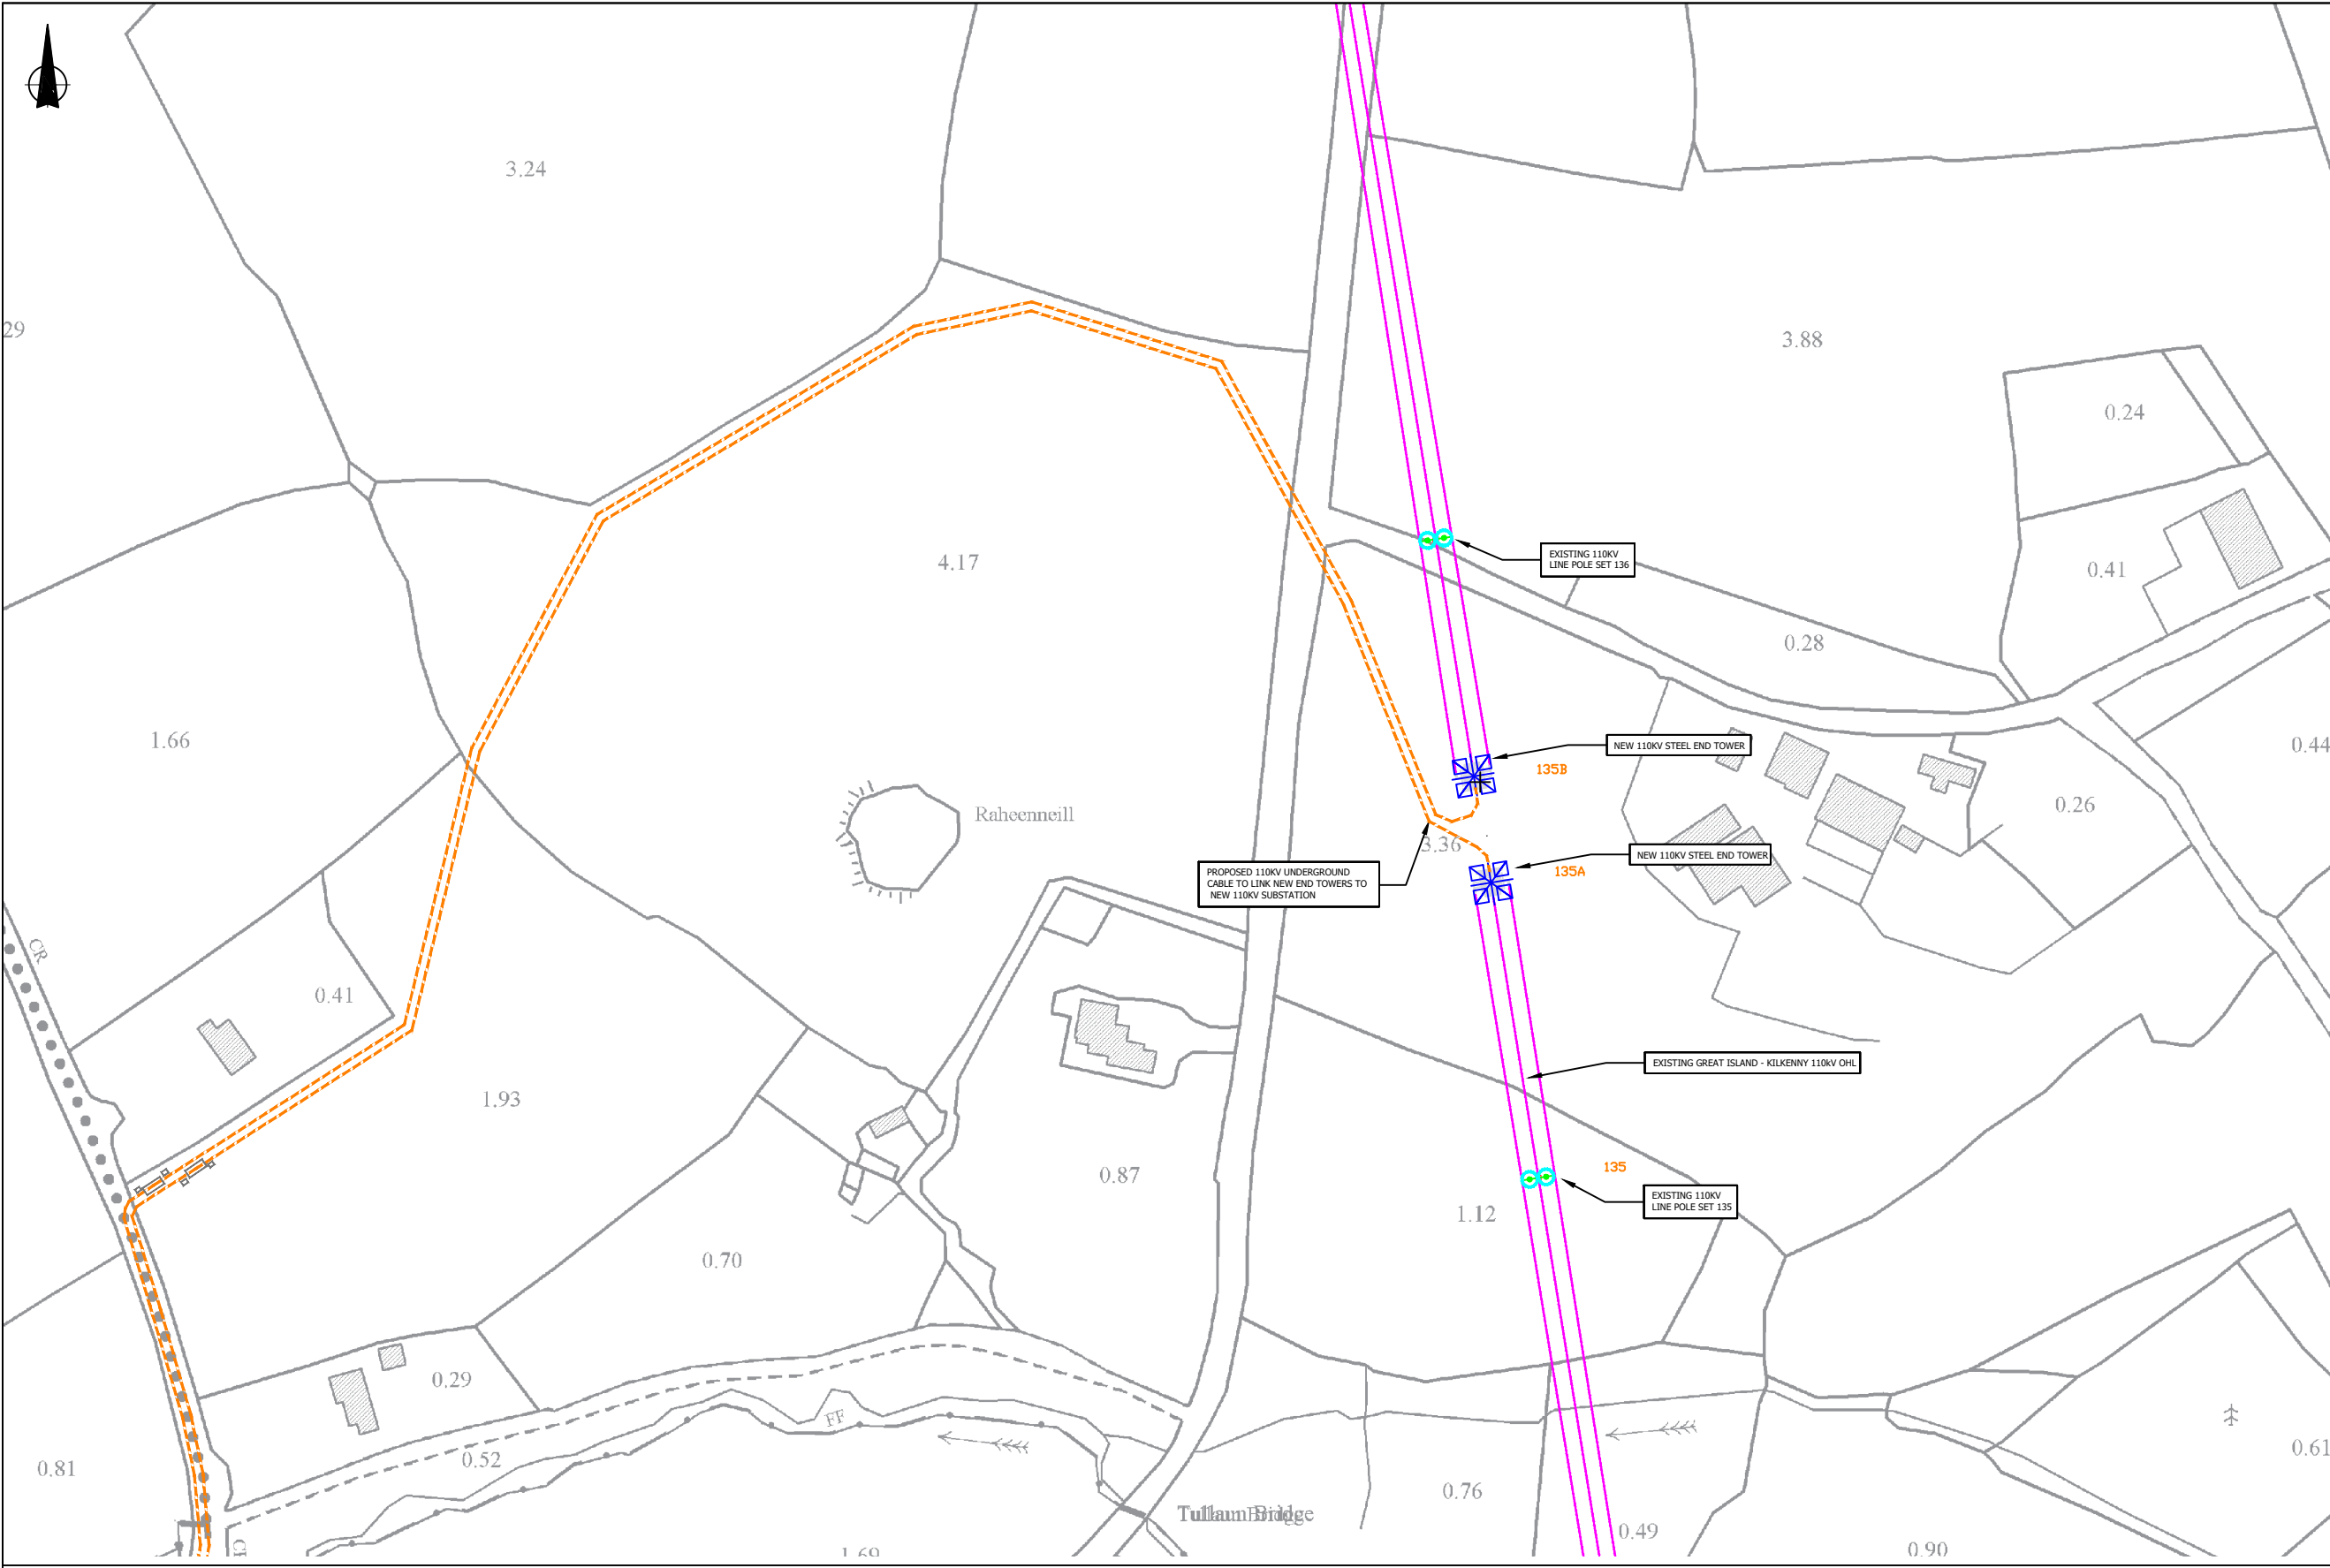 3.24
29
3.88
0.24
4.17
EXISTING 110KV
LINE POLE SET 136
0.41
0.28
1.66
NEW 110KV STEEL END TOWER
0.44
135B
0.26
Raheenneill
3.36
NEW 110KV STEEL END TOWER
135A
PROPOSED 110KV UNDERGROUND
CABLE TO LINK NEW END TOWERS TO
NEW 110KV SUBSTATION
CR
0.41
EXISTING GREAT ISLAND - KILKENNY 110kV OHL
1.93
0.87
135
EXISTING 110KV
LINE POLE SET 135
1.12
0.70
0.29
FF
0.61
0.52
0.81
0.76
Tullaun Bridge
0.49
1.69
0.90